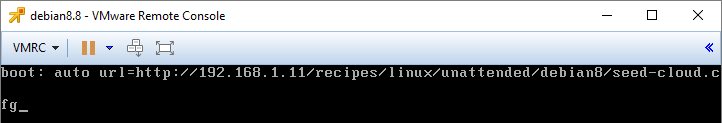 debian8.8 - VMware Remote Console
VMRC
boot: auto url=http://192.168.1.11/recipes/linux/unattended/debian8/seed-cloud.c
fg_